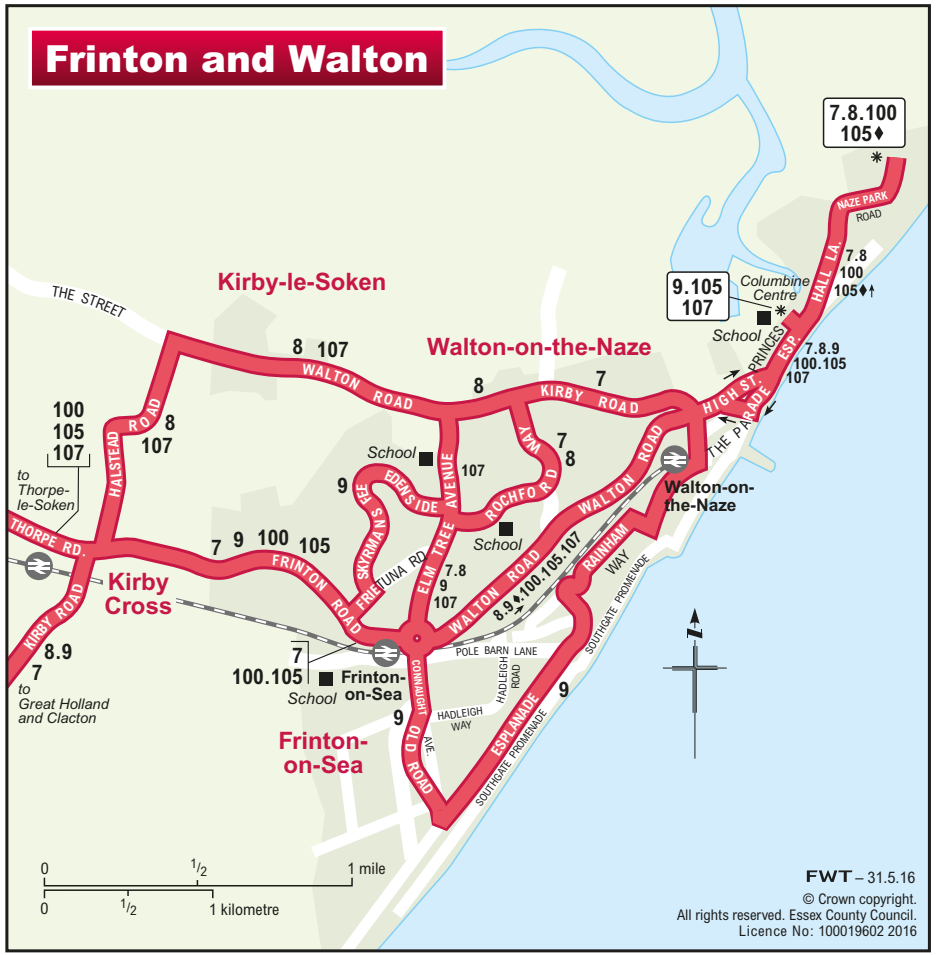 Frinton and Walton
7.8.100
105♦
*
NAZE PARK
ROAD
HALL LA.
7.8
100
105♦↑
Kirby-le-Soken
THE STREET
9.105
107
Columbine
Centre
*
School
PRINCES
ESP.
7.8.9
100.105
107
Walton-on-the-Naze
8 107
WALTON
ROAD
8
7
KIRBY ROAD
HIGH ST.
THE PARADE
100
105
107
to
Thorpe-
le-Soken
HALSTEAD ROAD
8
107
School
9
EDENSIDE
107
WAY
7
8
ROCHFORD
School
WALTON ROAD
Walton-on-
the-Naze
THORPE RD.
7 9 100 105
FRINTON
ROAD
SKYRMANS FEE
FRIETUNA RD
ELM TREE AVENUE
7.8
9
107
WALTON ROAD
8.9♦100.105.107
RAINHAM
WAY
SOUTHGATE PROMENADE
Kirby
Cross
KIRBY ROAD
8.9
7
to
Great Holland
and Clacton
7
100.105
School
Frinton-
on-Sea
POLE BARN LANE
HADLEIGH
ROAD
HADLEIGH
WAY
CONNAUGHT
AVE.
9
OLD ROAD
Frinton-
on-Sea
ESPLANADE
9
SOUTHGATE PROMENADE
0 1/2 1 mile
0 1/2 1 kilometre
FWT – 31.5.16
© Crown copyright.
All rights reserved. Essex County Council.
Licence No: 100019602 2016